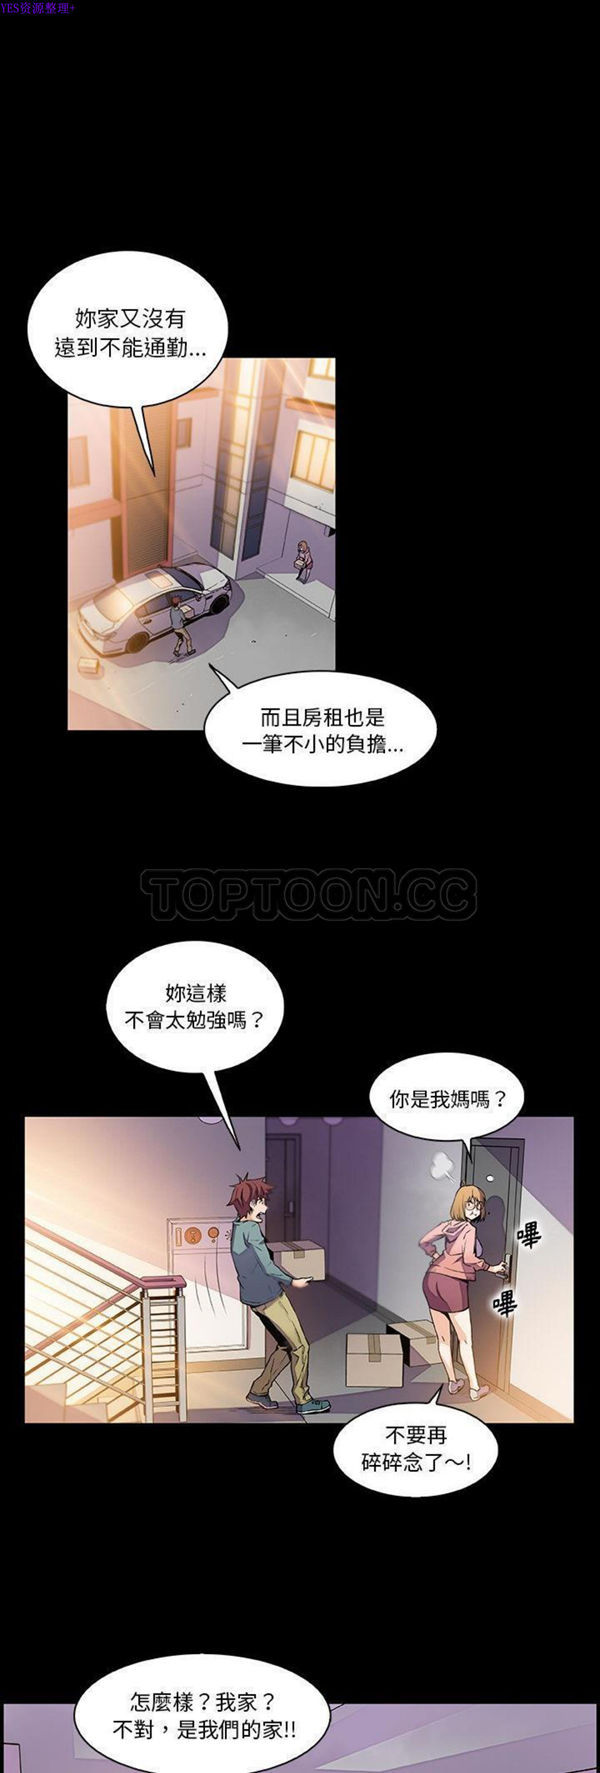 YES资源整理+
妳家又沒有
遠到不能通勤...
而且房租也是
一筆不小的負擔...
TOPTOON.CC
妳這樣
不會太勉強嗎？
你是我媽嗎？
嗶
嗶
不要再
碎碎念了～!
怎麼樣？我家？
不對，是我們的家!!